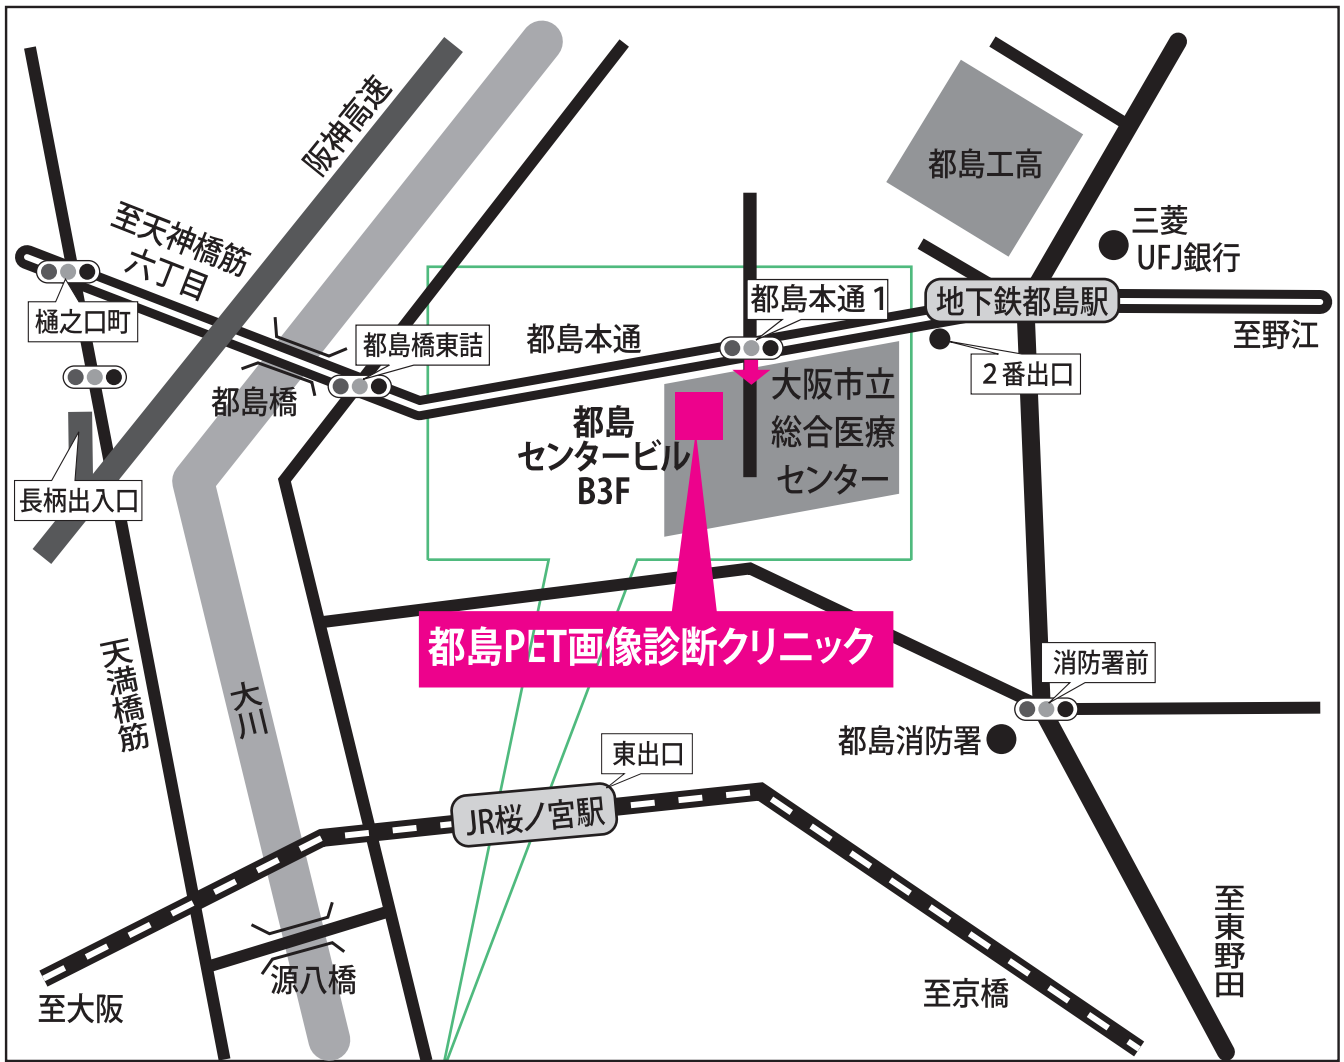 阪神高速
至天神橋筋
六丁目
樋之口町
都島橋東詰
都島橋
長柄出入口
都島本通
都島本通1
都島工高
三菱
UFJ銀行
地下鉄都島駅
至野江
2番出口
大阪市立
総合医療
センター
都島
センタービル
B3F
都島PET画像診断クリニック
天満橋筋
大川
消防署前
都島消防署
東出口
JR桜ノ宮駅
源八橋
至大阪
至京橋
至東野田